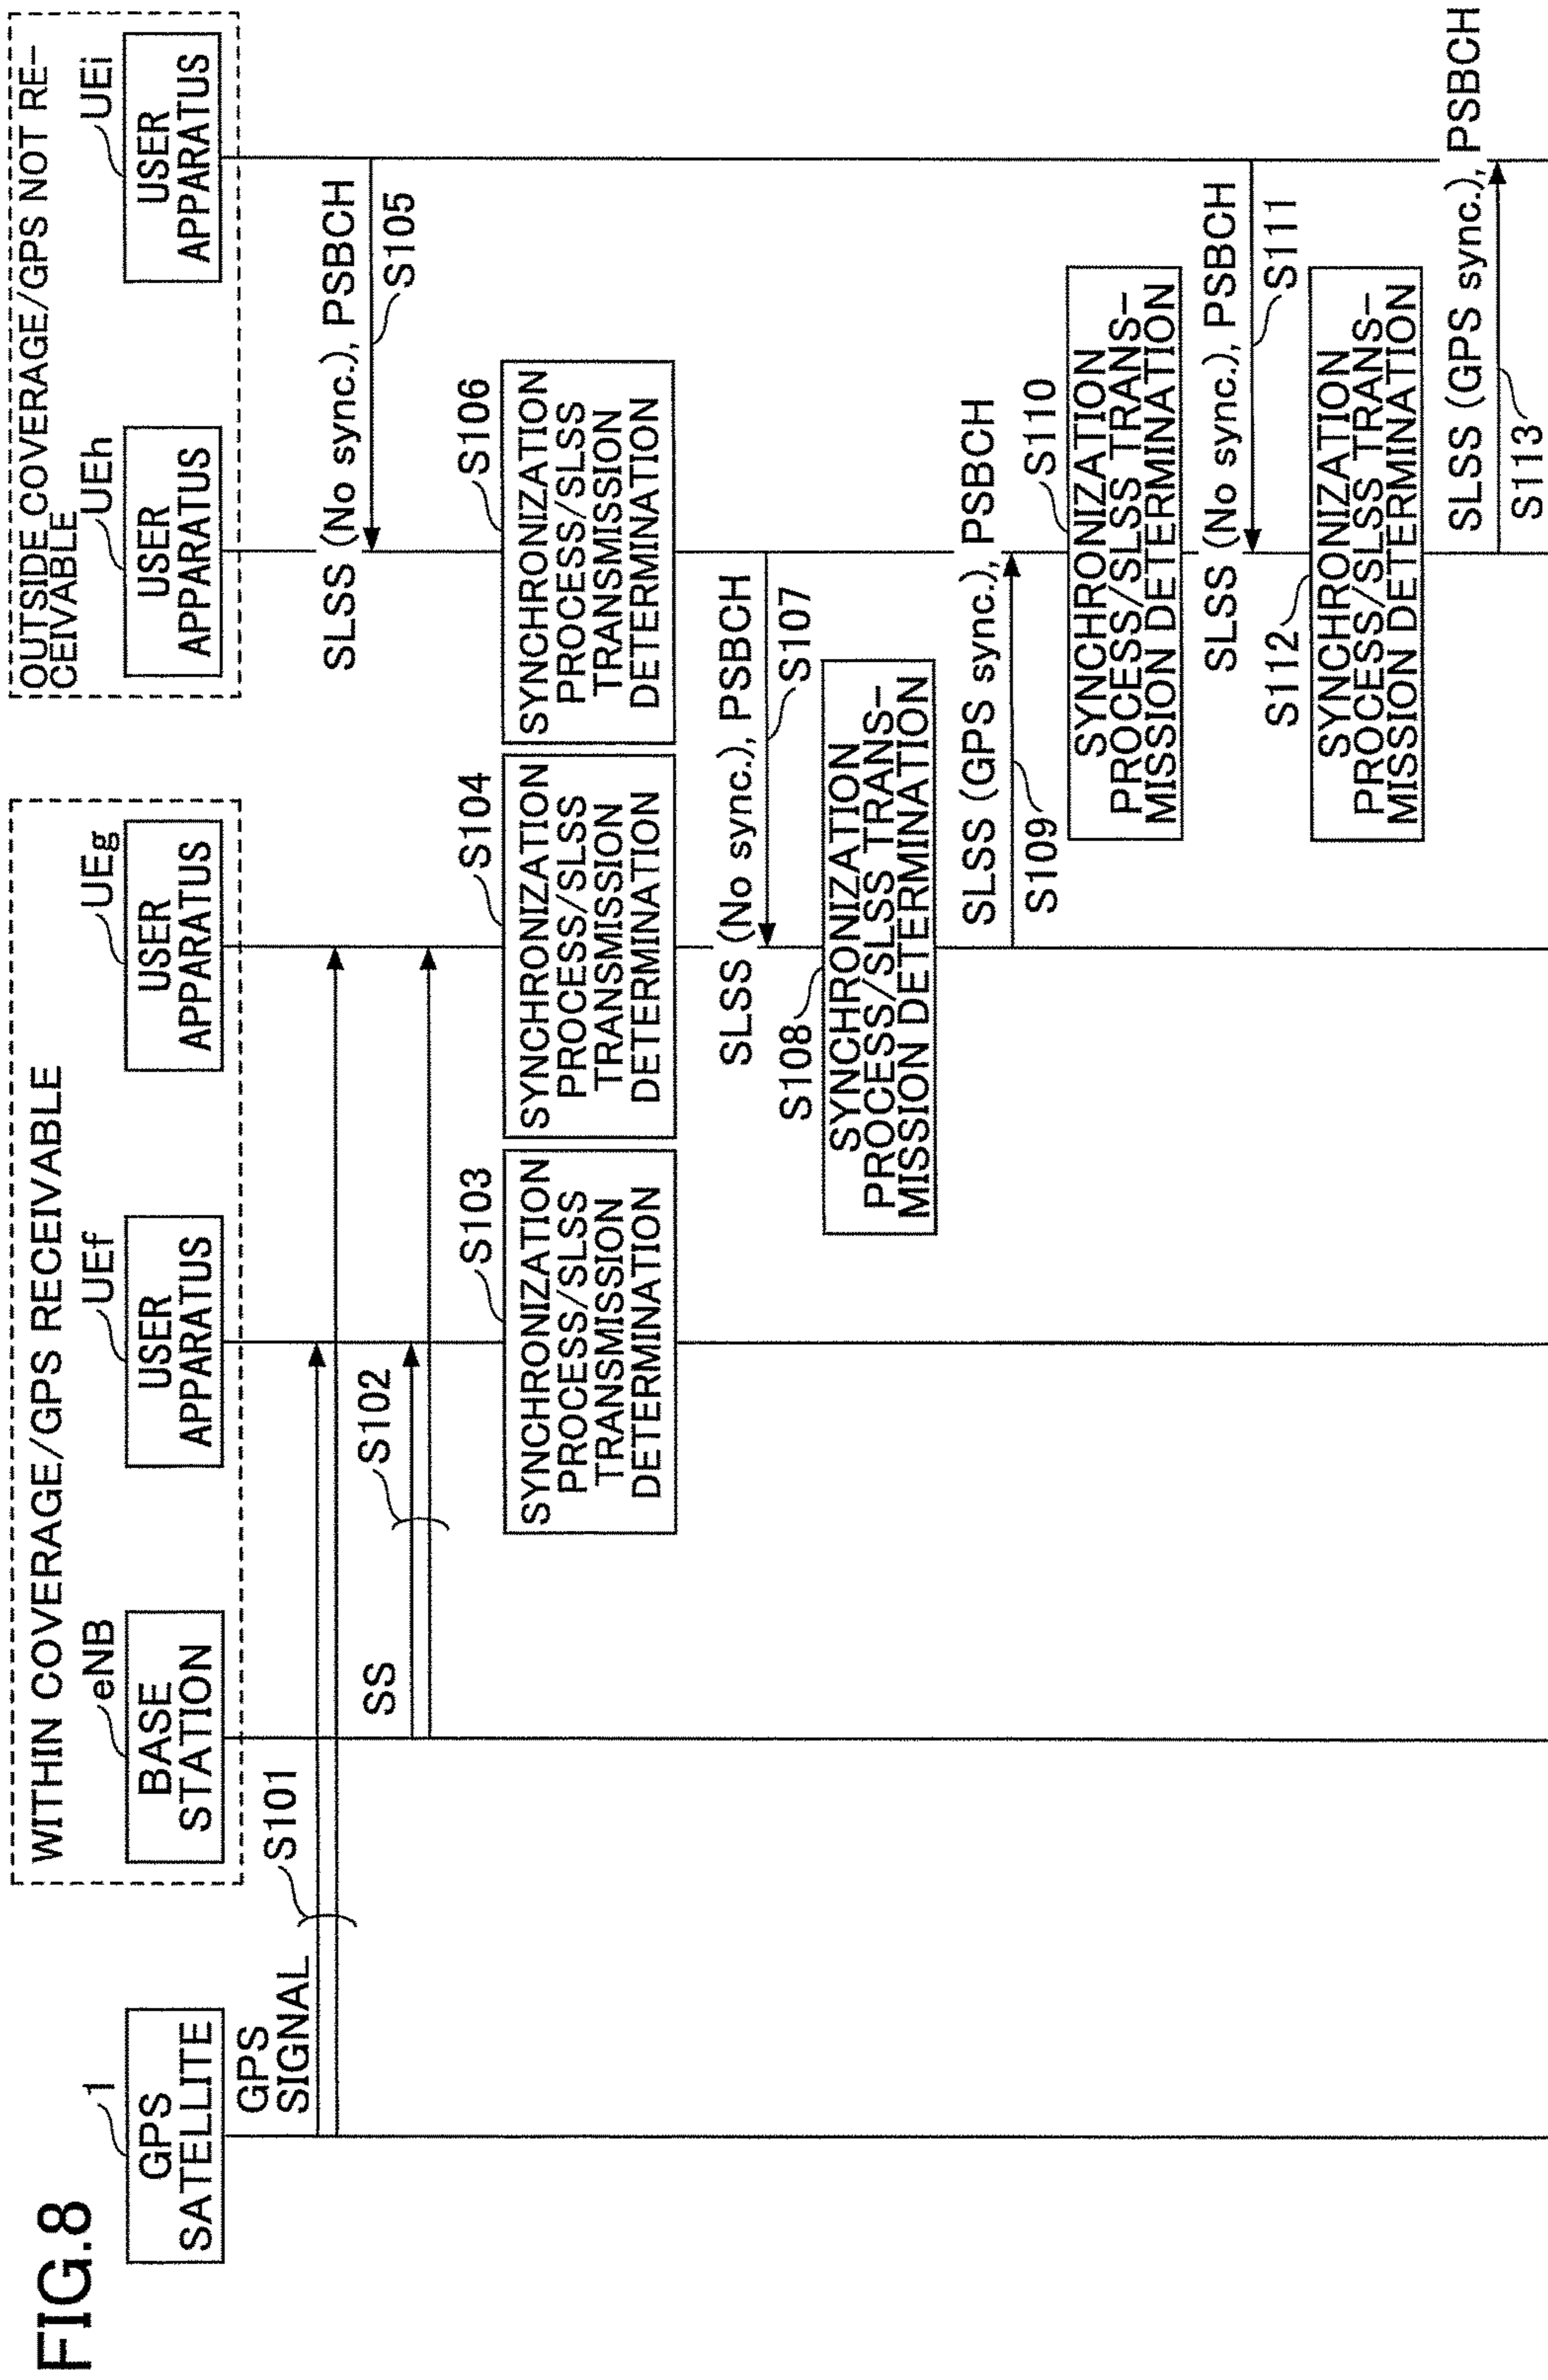 FIG.8
WITHIN COVERAGE/GPS RECEIVABLE
OUTSIDE COVERAGE/GPS NOT RE-
CEIVABLE
1
GPS
SATELLITE
eNB
BASE
STATION
UEf
USER
APPARATUS
UEg
USER
APPARATUS
UEh
USER
APPARATUS
UEi
USER
APPARATUS
GPS
SIGNAL
S101
SS
S102
SLSS (No sync.), PSBCH
S105
S103
SYNCHRONIZATION
PROCESS/SLSS
TRANSMISSION
DETERMINATION
S104
SYNCHRONIZATION
PROCESS/SLSS
TRANSMISSION
DETERMINATION
S106
SYNCHRONIZATION
PROCESS/SLSS
TRANSMISSION
DETERMINATION
SLSS (No sync.), PSBCH
S107
S108
SYNCHRONIZATION
PROCESS/SLSS TRANS-
MISSION DETERMINATION
SLSS (GPS sync.), PSBCH
S109
S110
SYNCHRONIZATION
PROCESS/SLSS TRANS-
MISSION DETERMINATION
SLSS (No sync.), PSBCH
S111
S112
SYNCHRONIZATION
PROCESS/SLSS TRANS-
MISSION DETERMINATION
SLSS (GPS sync.), PSBCH
S113